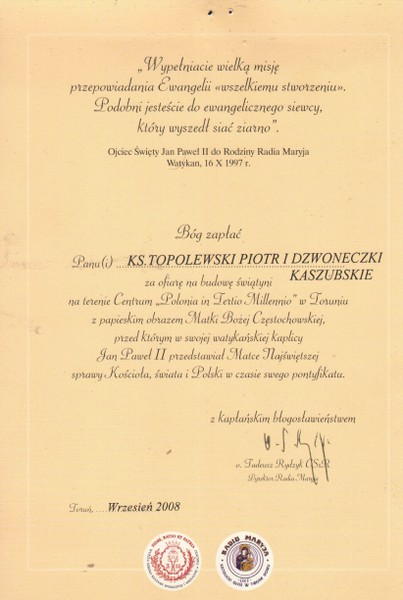 „Wypełniacie wielką misję
przepowiadania Ewangelii «wszelkiemu stworzeniu».
Podobni jesteście do ewangelicznego siewcy,
który wyszedł siać ziarno”.
Ojciec Święty Jan Paweł II do Rodziny Radia Maryja
Watykan, 16 X 1997 r.
Bóg zapłać
Panu(i) KS.TOPOLEWSKI PIOTR I DZWONECZKI
KASZUBSKIE
za ofiarę na budowę świątyni
na terenie Centrum „Polonia in Tertio Millennio” w Toruniu
z papieskim obrazem Matki Bożej Częstochowskiej,
przed którym w swojej watykańskiej kaplicy
Jan Paweł II przedstawiał Matce Najświętszej
sprawy Kościoła, świata i Polski w czasie swego pontyfikatu.
z kapłańskim błogosławieństwem
o. Tadeusz Rydzyk CSsR
Dyrektor Radia Maryja
Toruń, .... Wrzesień 2008
RADIO MARYJA